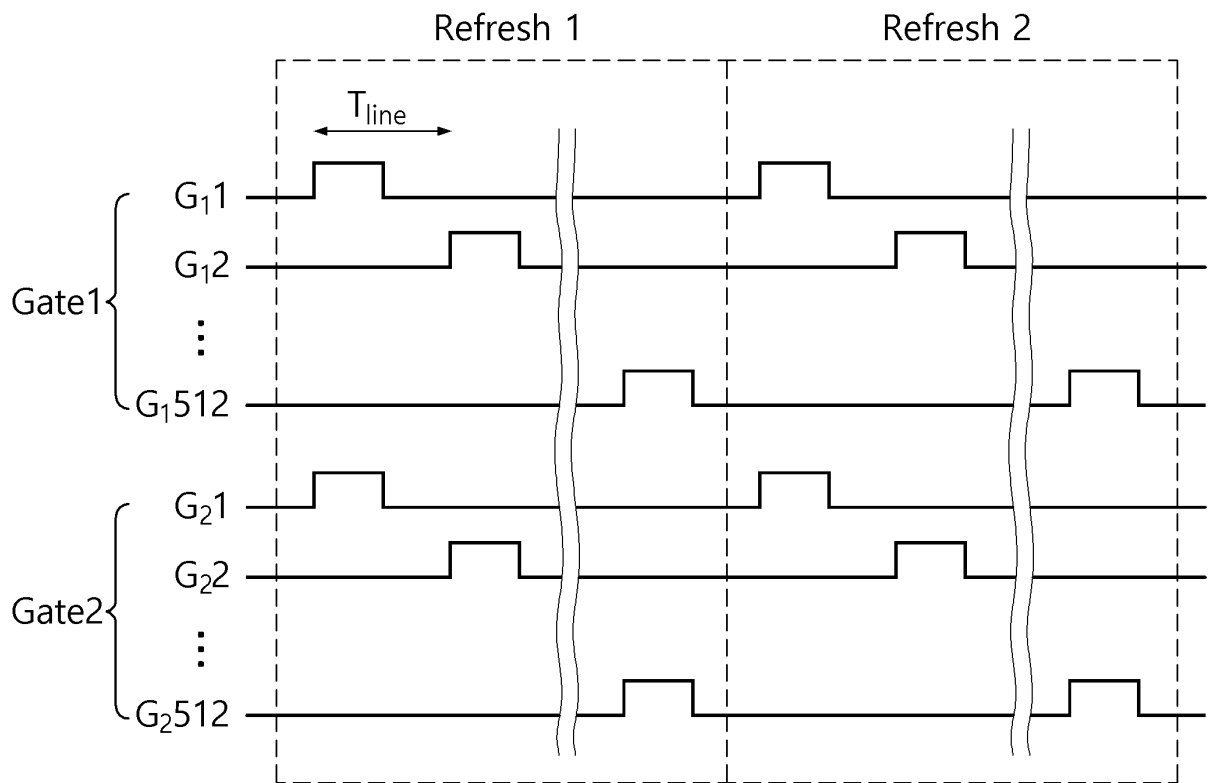 Refresh 1 Refresh 2
T_line
G₁1
G₁2
Gate1
⋮
G₁512
G₂1
G₂2
Gate2
⋮
G₂512